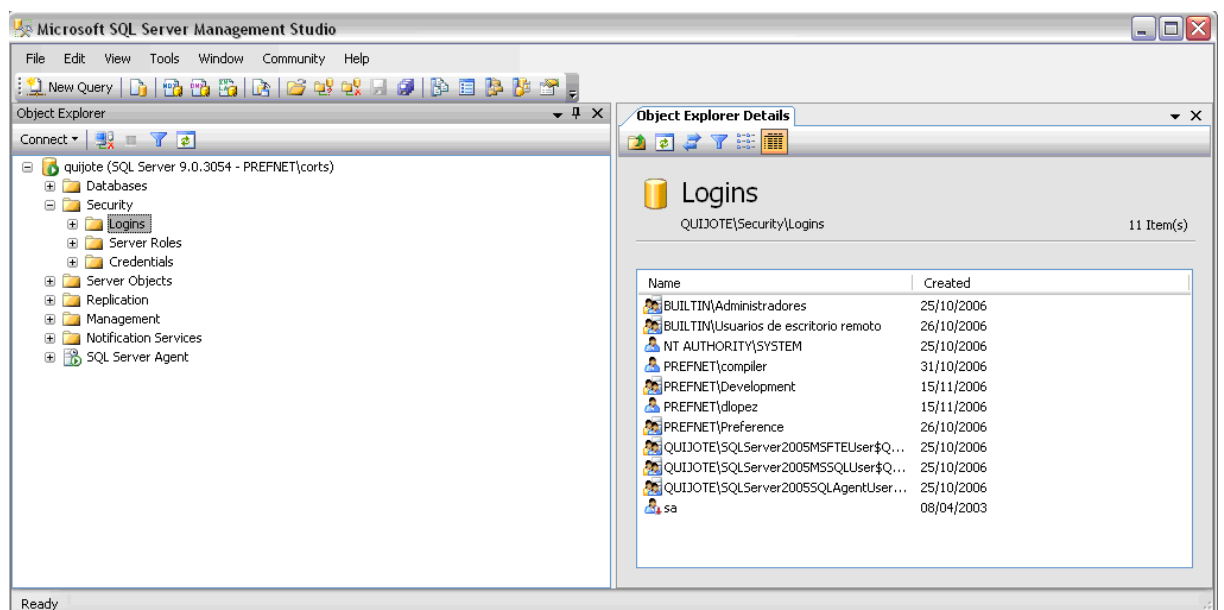 Microsoft SQL Server Management Studio
File Edit View Tools Window Community Help
New Query
Object Explorer
Connect
quijote (SQL Server 9.0.3054 - PREFNET\corts)
Databases
Security
Logins
Server Roles
Credentials
Server Objects
Replication
Management
Notification Services
SQL Server Agent
Object Explorer Details
Logins
QUIJOTE\Security\Logins 11 Item(s)
Name Created
BUILTIN\Administradores 25/10/2006
BUILTIN\Usuarios de escritorio remoto 26/10/2006
NT AUTHORITY\SYSTEM 25/10/2006
PREFNET\compiler 31/10/2006
PREFNET\Development 15/11/2006
PREFNET\dlopez 15/11/2006
PREFNET\Preference 26/10/2006
QUIJOTE\SQLServer2005MSFTEUser$Q... 25/10/2006
QUIJOTE\SQLServer2005MSSQLUser$Q... 25/10/2006
QUIJOTE\SQLServer2005SQLAgentUser... 25/10/2006
sa 08/04/2003
Ready